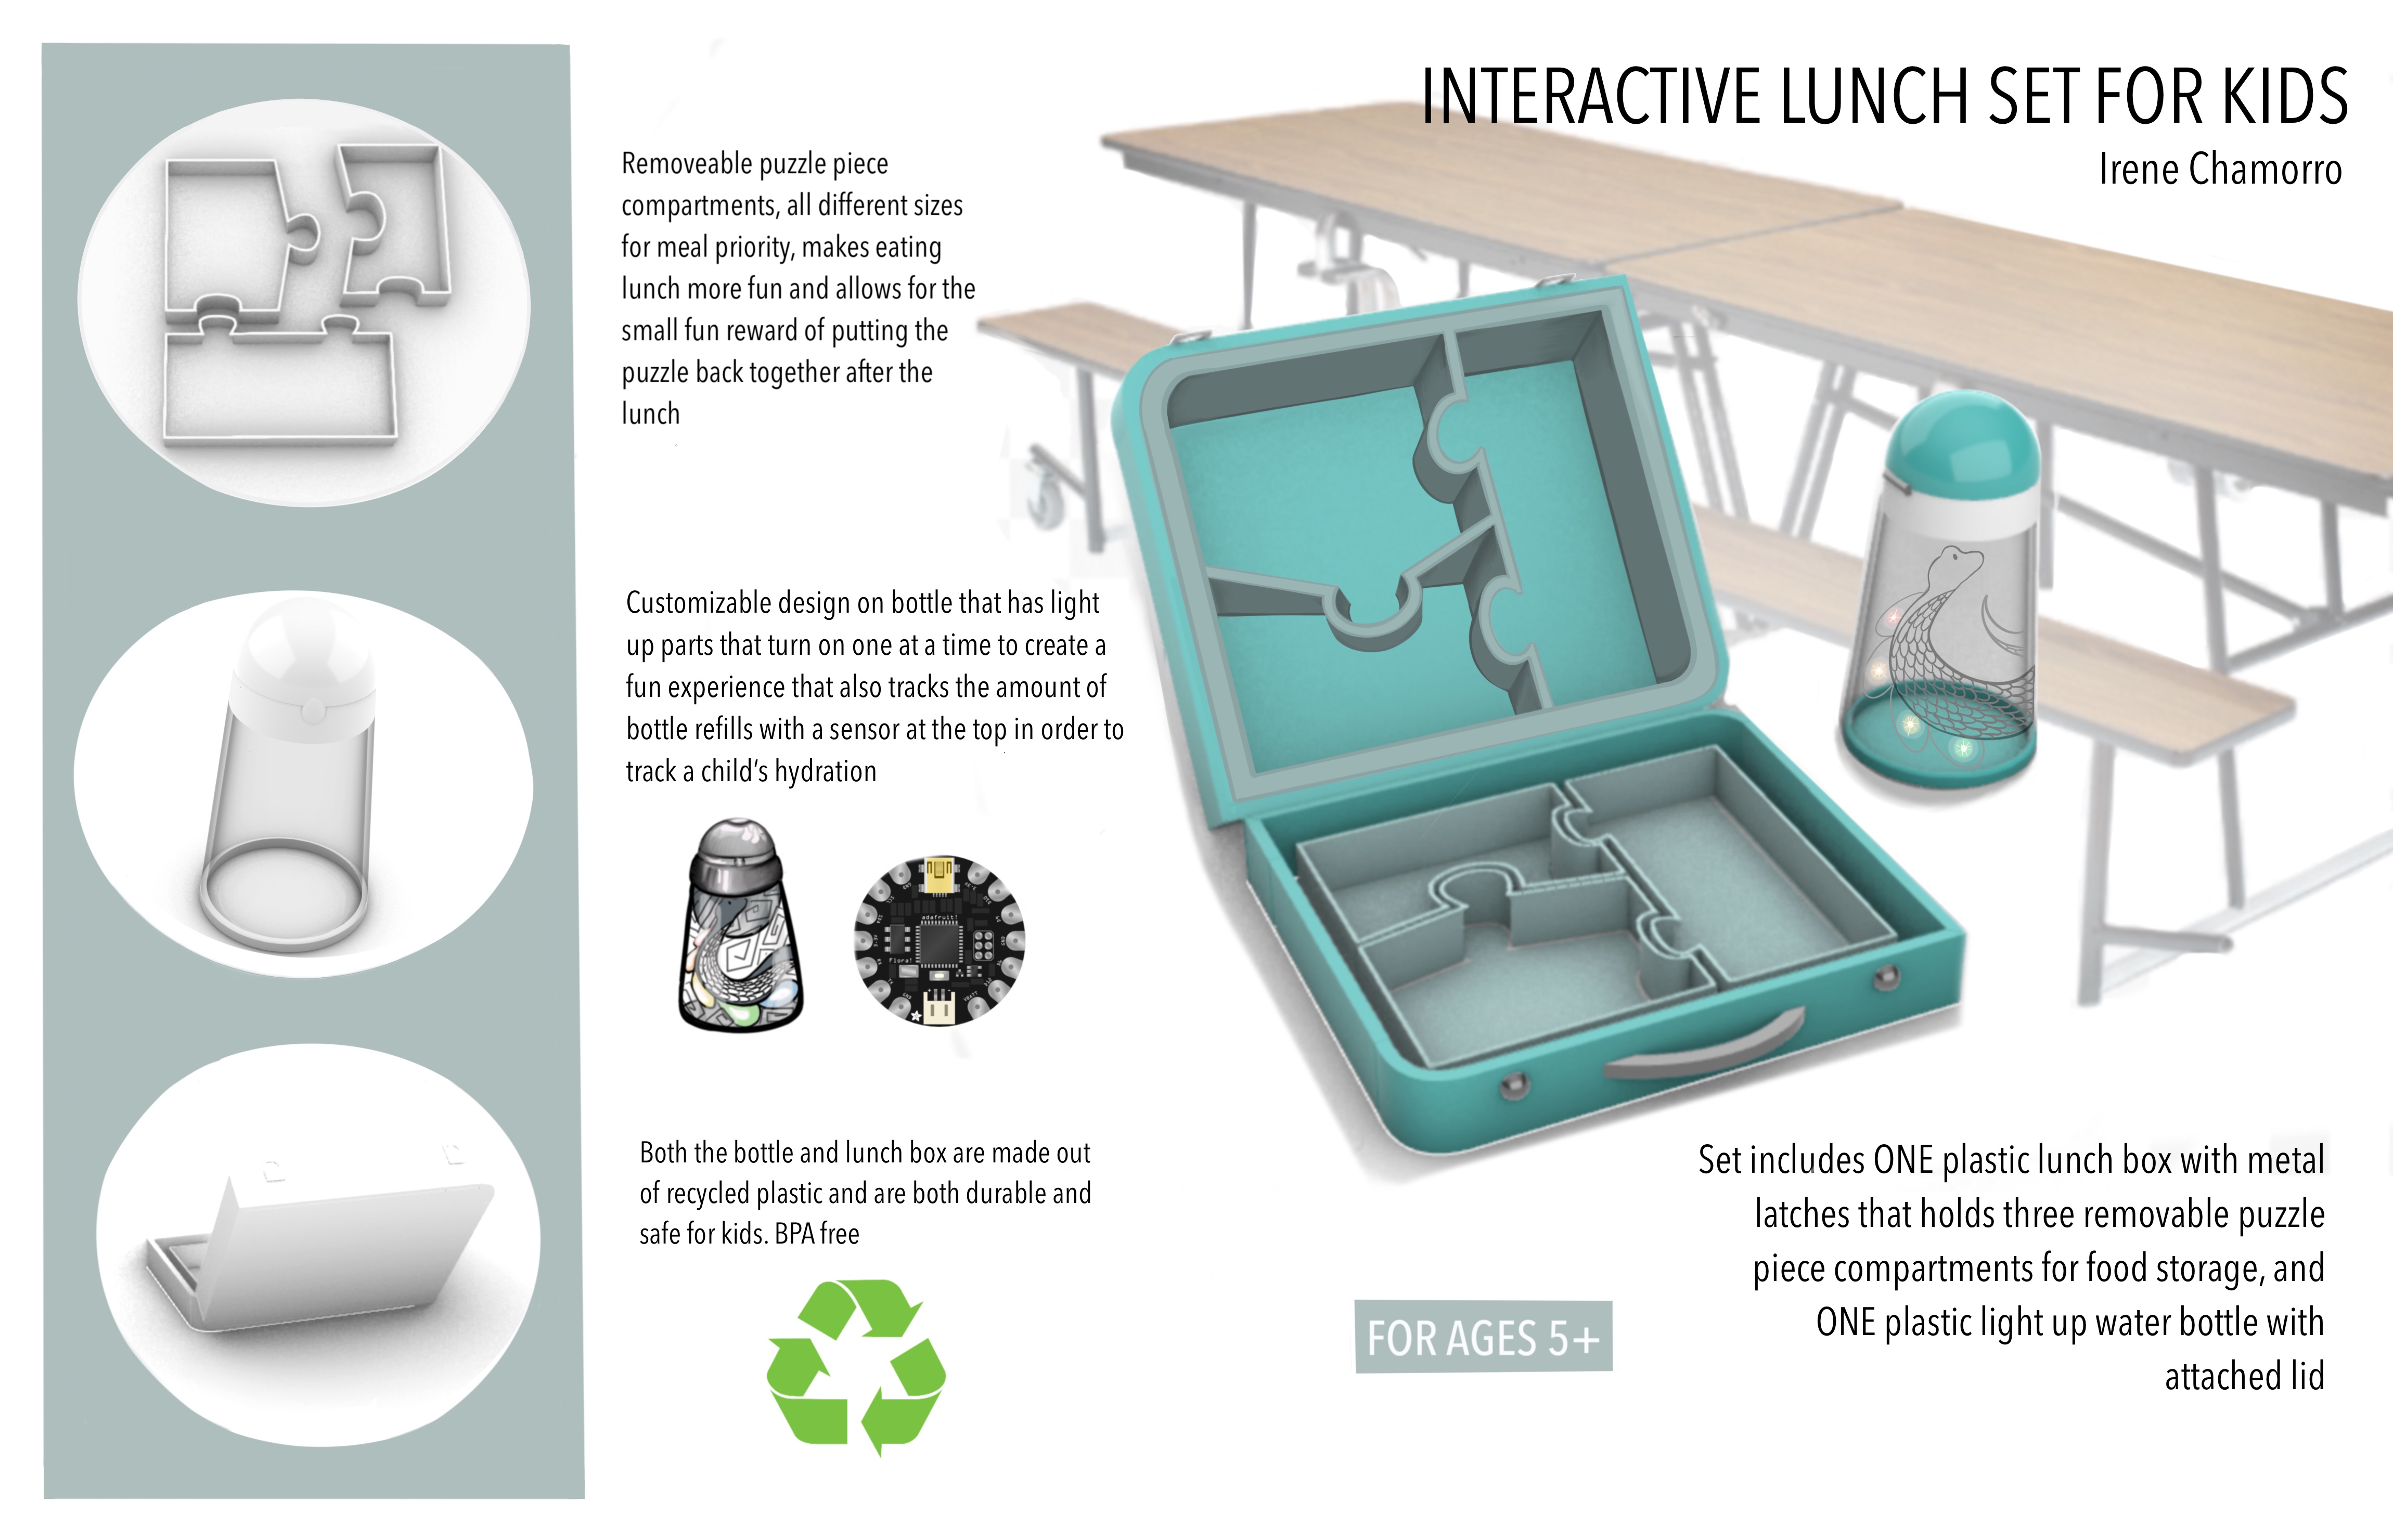 INTERACTIVE LUNCH SET FOR KIDS
Irene Chamorro
Removeable puzzle piece
compartments, all different sizes
for meal priority, makes eating
lunch more fun and allows for the
small fun reward of putting the
puzzle back together after the
lunch
Customizable design on bottle that has light
up parts that turn on one at a time to create a
fun experience that also tracks the amount of
bottle refills with a sensor at the top in order to
track a child's hydration
adafruit!
Flora!
Both the bottle and lunch box are made out
of recycled plastic and are both durable and
safe for kids. BPA free
FOR AGES 5+
Set includes ONE plastic lunch box with metal
latches that holds three removable puzzle
piece compartments for food storage, and
ONE plastic light up water bottle with
attached lid